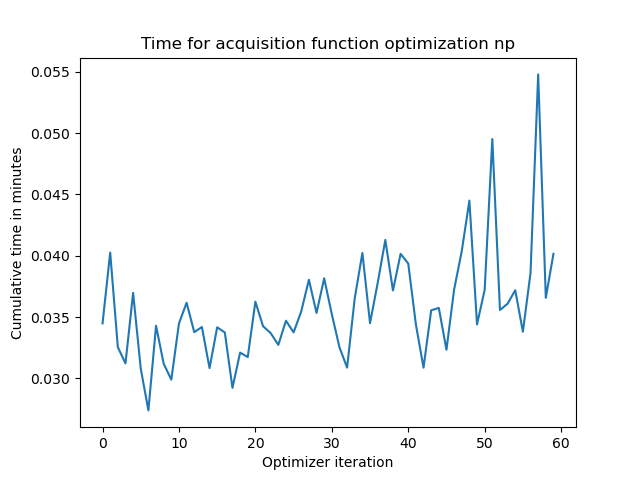 Time for acquisition function optimization np
0.055
0.050
0.045
0.040
0.035
0.030
Cumulative time in minutes
0 10 20 30 40 50 60
Optimizer iteration